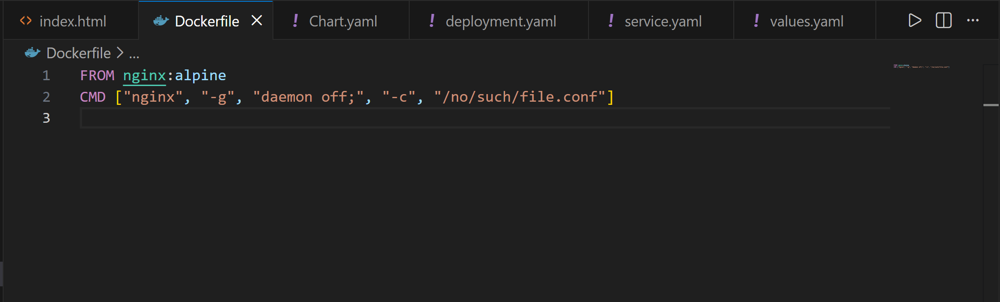 index.html Dockerfile Chart.yaml deployment.yaml service.yaml values.yaml
Dockerfile > ...
1 FROM nginx:alpine
2 CMD ["nginx", "-g", "daemon off;", "-c", "/no/such/file.conf"]
3